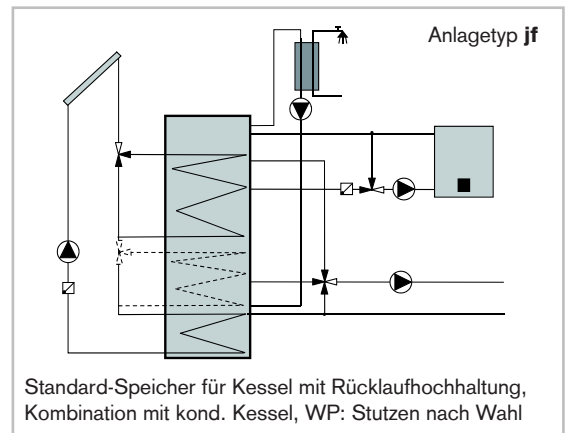 Anlagetyp jf
Standard-Speicher für Kessel mit Rücklaufhochhaltung,
Kombination mit kond. Kessel, WP: Stutzen nach Wahl